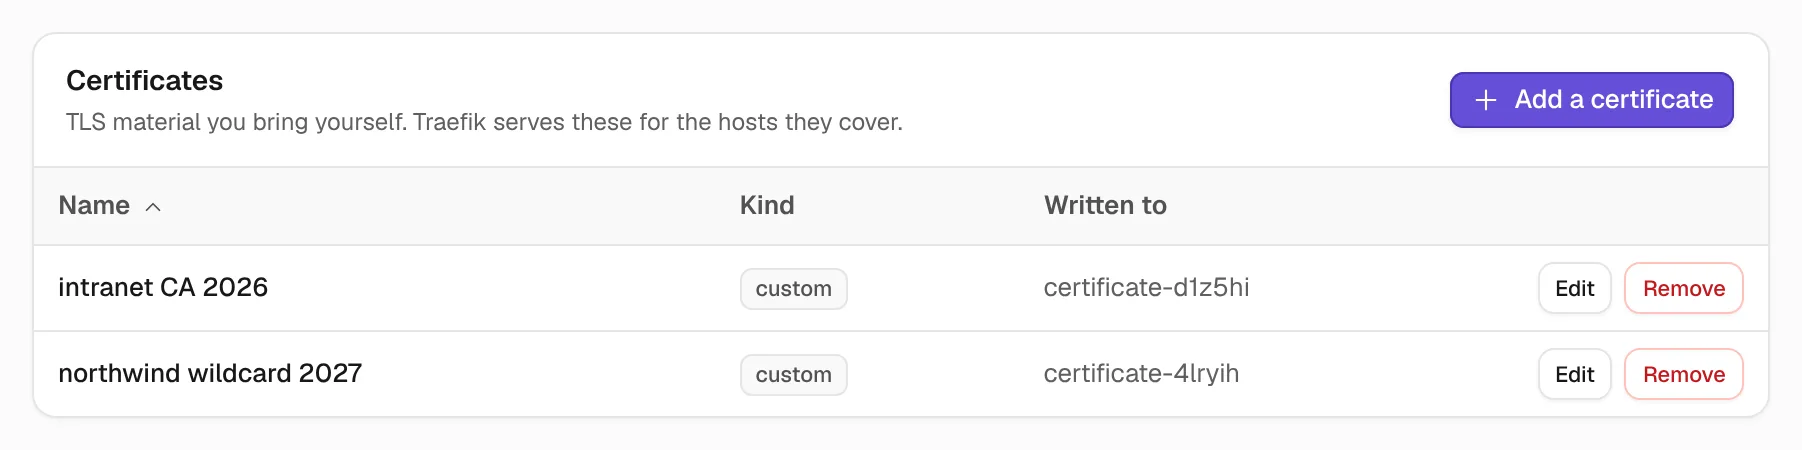 Certificates
TLS material you bring yourself. Traefik serves these for the hosts they cover.
+ Add a certificate
Name Kind Written to
intranet CA 2026 custom certificate-d1z5hi Edit Remove
northwind wildcard 2027 custom certificate-4lryih Edit Remove